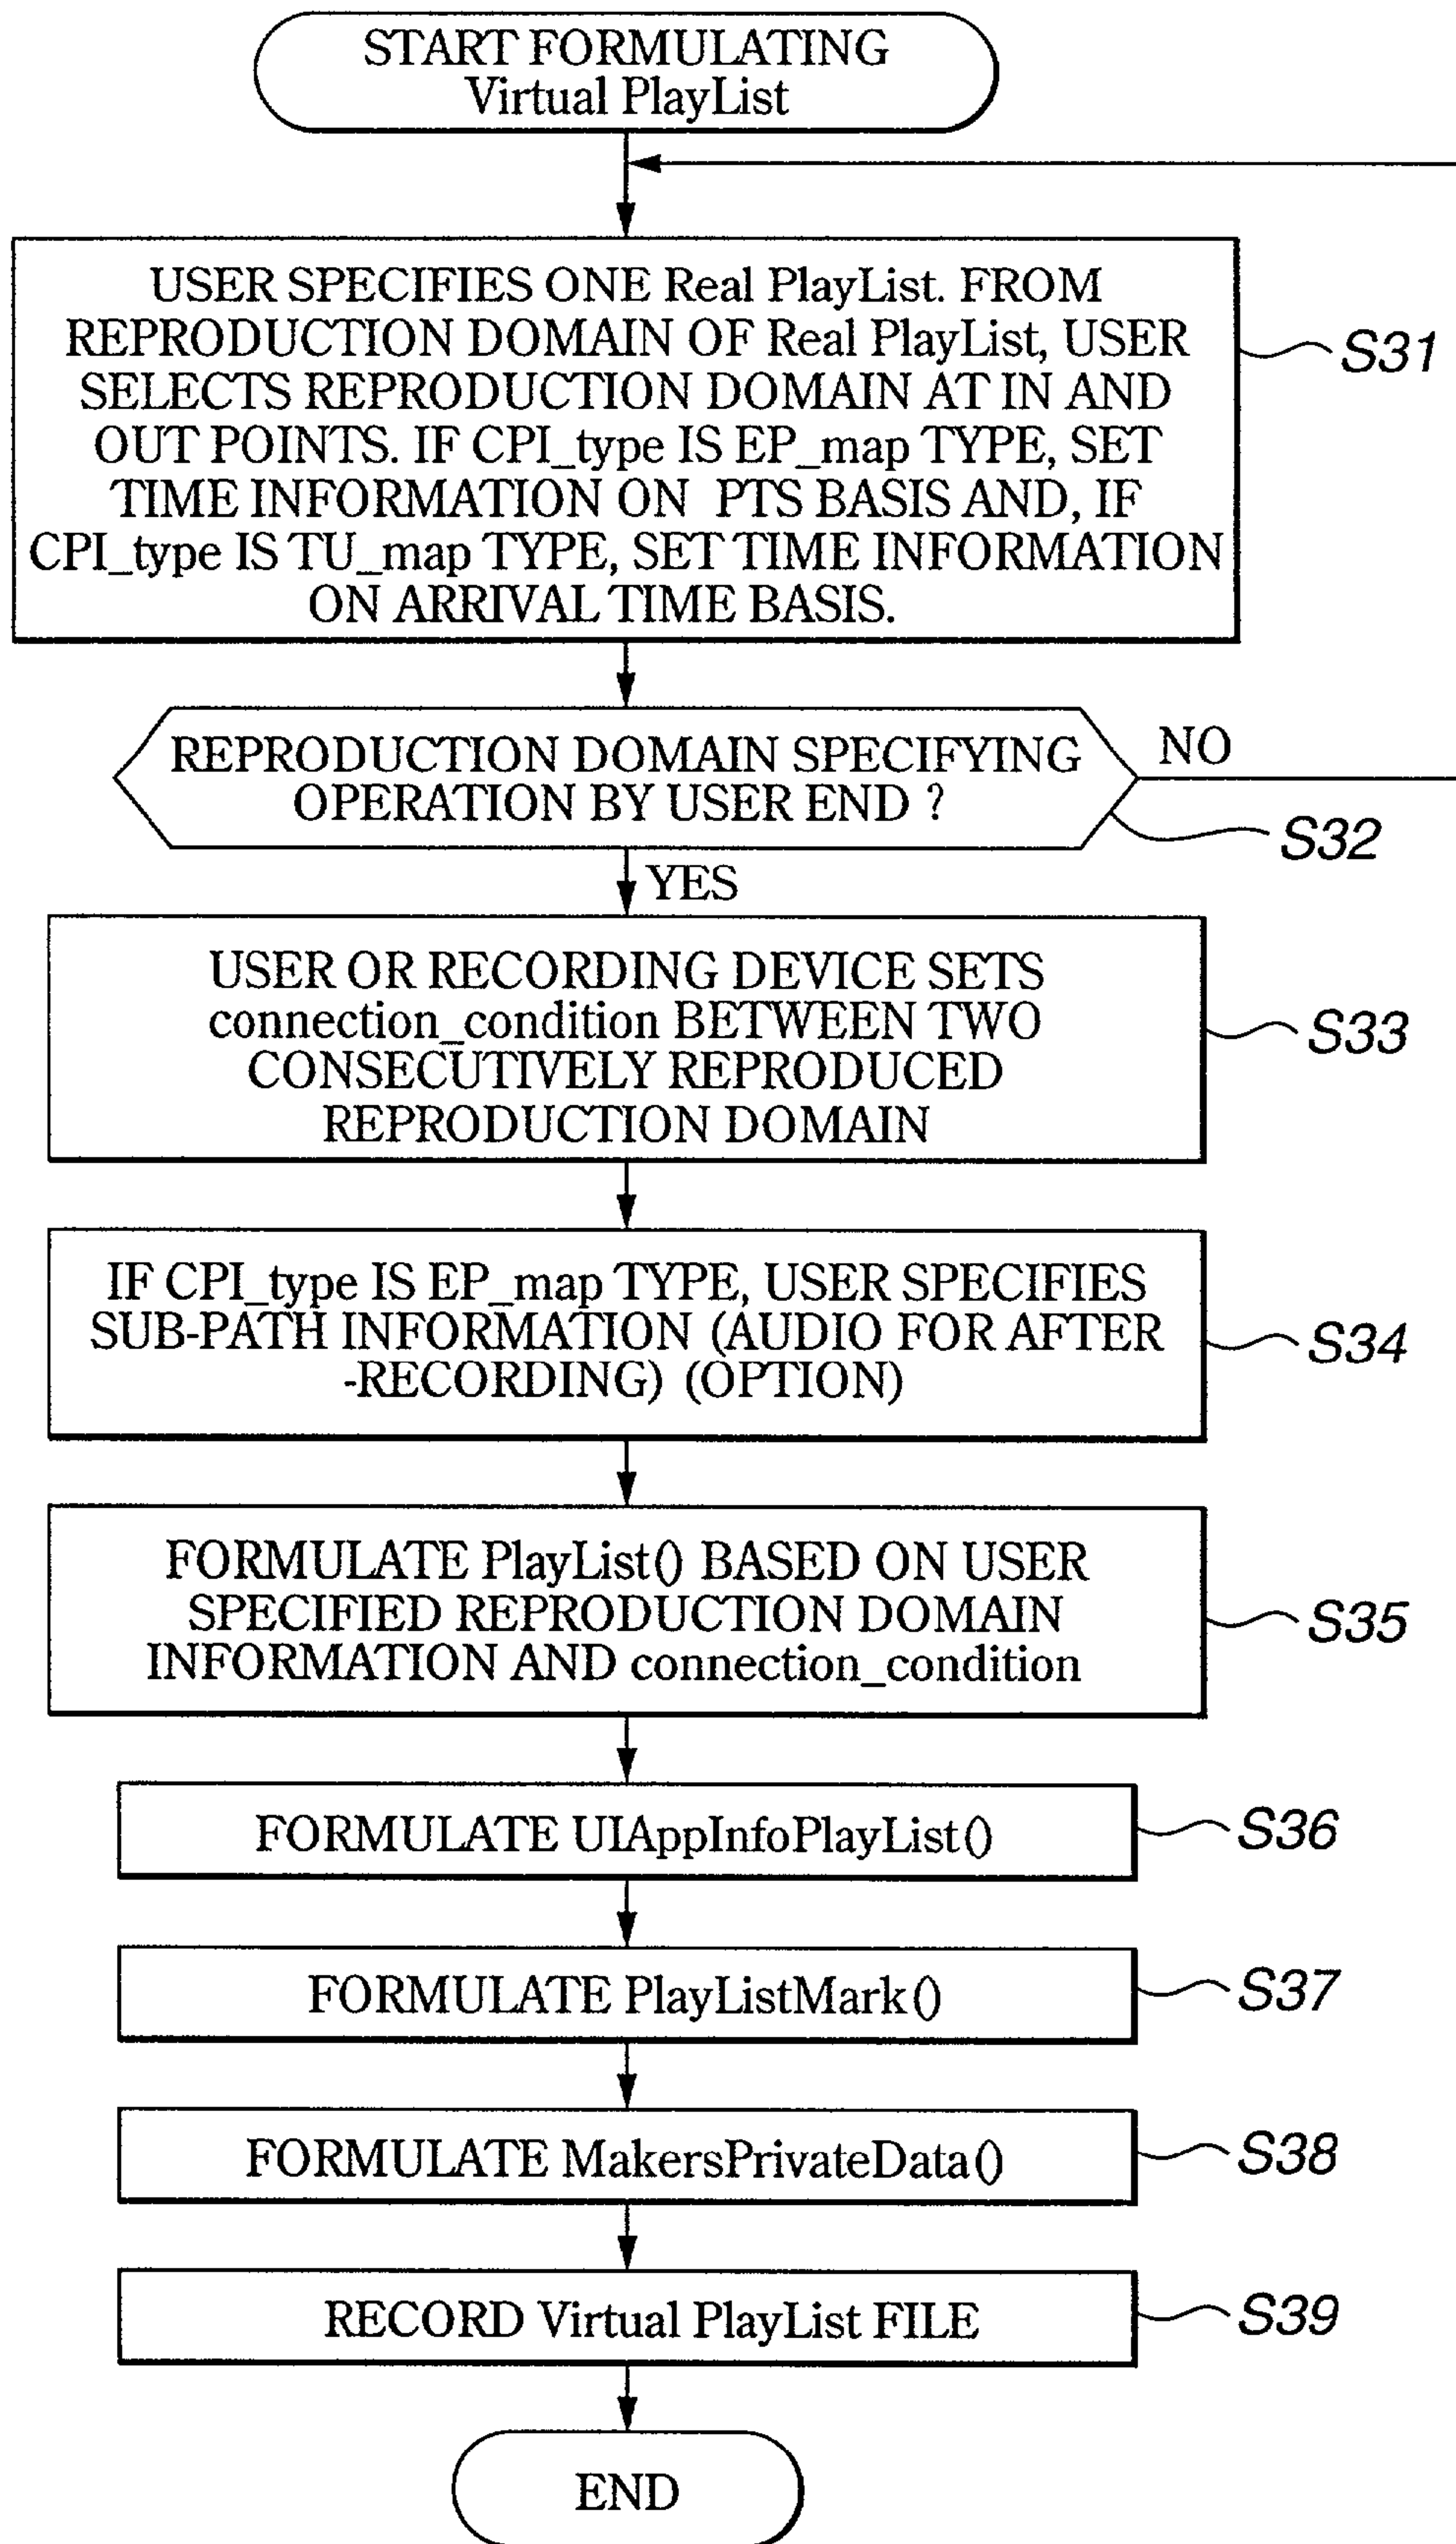 START FORMULATING
Virtual PlayList
USER SPECIFIES ONE Real PlayList. FROM
REPRODUCTION DOMAIN OF Real PlayList, USER
SELECTS REPRODUCTION DOMAIN AT IN AND
OUT POINTS. IF CPI_type IS EP_map TYPE, SET
TIME INFORMATION ON PTS BASIS AND, IF
CPI_type IS TU_map TYPE, SET TIME INFORMATION
ON ARRIVAL TIME BASIS.
S31
REPRODUCTION DOMAIN SPECIFYING
OPERATION BY USER END ?
NO
S32
YES
USER OR RECORDING DEVICE SETS
connection_condition BETWEEN TWO
CONSECUTIVELY REPRODUCED
REPRODUCTION DOMAIN
S33
IF CPI_type IS EP_map TYPE, USER SPECIFIES
SUB-PATH INFORMATION (AUDIO FOR AFTER
-RECORDING) (OPTION)
S34
FORMULATE PlayList() BASED ON USER
SPECIFIED REPRODUCTION DOMAIN
INFORMATION AND connection_condition
S35
FORMULATE UIAppInfoPlayList()
S36
FORMULATE PlayListMark()
S37
FORMULATE MakersPrivateData()
S38
RECORD Virtual PlayList FILE
S39
END